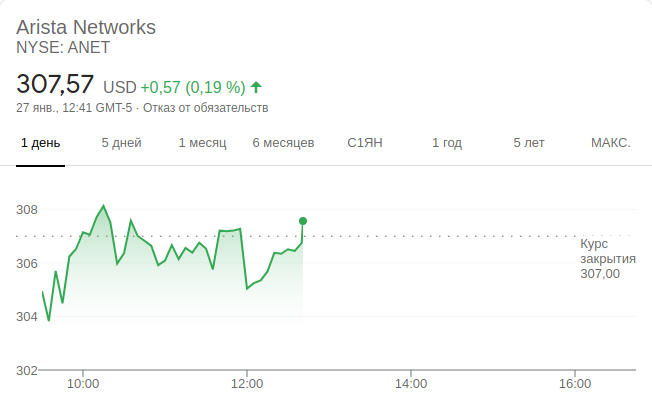 Arista Networks
NYSE: ANET
307,57 USD +0,57 (0,19 %)
27 янв., 12:41 GMT-5 · Отказ от обязательств
1 день 5 дней 1 месяц 6 месяцев С1ЯН 1 год 5 лет МАКС.
308
306
304
302
Курс
закрытия
307,00
10:00 12:00 14:00 16:00